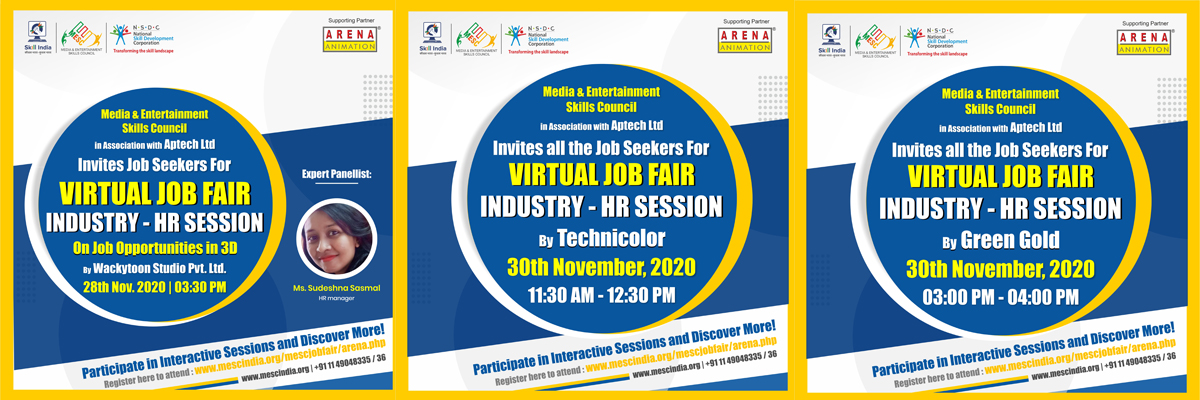 Skill India
MESC
MEDIA & ENTERTAINMENT
SKILLS COUNCIL
N·S·D·C
National
Skill Development
Corporation
Transforming the skill landscape
Supporting Partner
ARENA
ANIMATION
Media & Entertainment
Skills Council
in Association with Aptech Ltd
Invites Job Seekers For
VIRTUAL JOB FAIR
INDUSTRY - HR SESSION
On Job Opportunities in 3D
By Wackytoon Studio Pvt. Ltd.
28th Nov. 2020 | 03:30 PM
Expert Panellist:
Ms. Sudeshna Sasmal
HR manager
Participate in Interactive Sessions and Discover More!
Register here to attend : www.mescindia.org/mescjobfair/arena.php
www.mescindia.org | +91 11 49048335 / 36
Skill India
MESC
MEDIA & ENTERTAINMENT
SKILLS COUNCIL
N·S·D·C
National
Skill Development
Corporation
Transforming the skill landscape
Supporting Partner
ARENA
ANIMATION
Media & Entertainment
Skills Council
in Association with Aptech Ltd
Invites all the Job Seekers For
VIRTUAL JOB FAIR
INDUSTRY - HR SESSION
By Technicolor
30th November, 2020
11:30 AM - 12:30 PM
Participate in Interactive Sessions and Discover More!
Register here to attend : www.mescindia.org/mescjobfair/arena.php
www.mescindia.org | +91 11 49048335 / 36
Skill India
MESC
MEDIA & ENTERTAINMENT
SKILLS COUNCIL
N·S·D·C
National
Skill Development
Corporation
Transforming the skill landscape
Supporting Partner
ARENA
ANIMATION
Media & Entertainment
Skills Council
in Association with Aptech Ltd
Invites all the Job Seekers For
VIRTUAL JOB FAIR
INDUSTRY - HR SESSION
By Green Gold
30th November, 2020
03:00 PM - 04:00 PM
Participate in Interactive Sessions and Discover More!
Register here to attend : www.mescindia.org/mescjobfair/arena.php
www.mescindia.org | +91 11 49048335 / 36